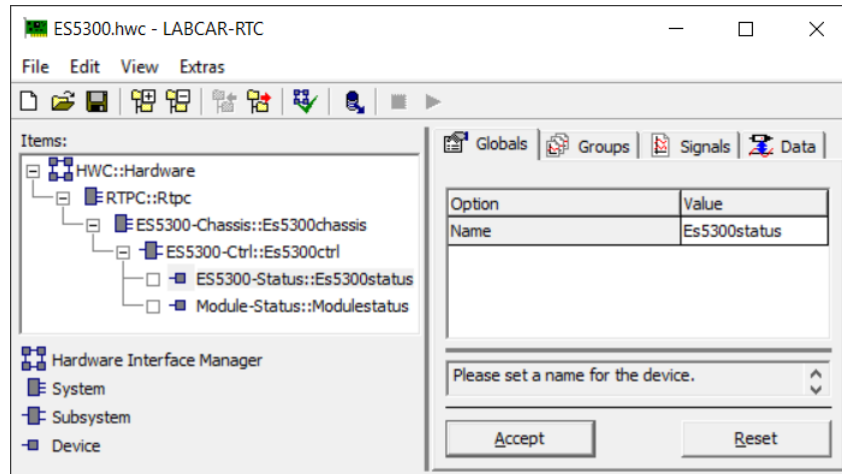 ES5300.hwc - LABCAR-RTC
File Edit View Extras
Items:
HWC::Hardware
RTPC::Rtpc
ES5300-Chassis::Es5300chassis
ES5300-Ctrl::Es5300ctrl
ES5300-Status::Es5300status
Module-Status::Modulestatus
Hardware Interface Manager
System
Subsystem
Device
Globals Groups Signals Data
Option Value
Name Es5300status
Please set a name for the device.
Accept Reset